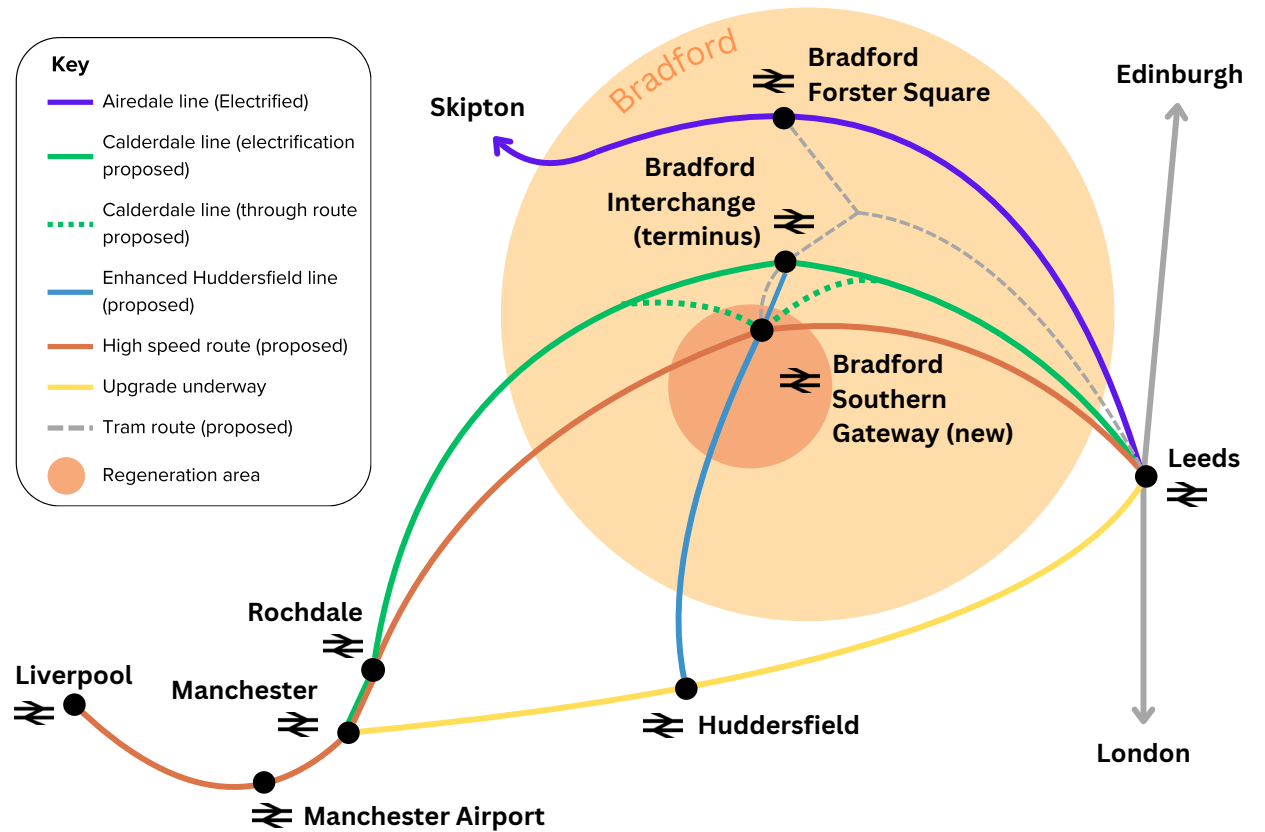 Key
Airedale line (Electrified)
Calderdale line (electrification
proposed)
Calderdale line (through route
proposed)
Enhanced Huddersfield line
(proposed)
High speed route (proposed)
Upgrade underway
Tram route (proposed)
Regeneration area
Bradford
Bradford
Forster Square
Skipton
Edinburgh
Bradford
Interchange
(terminus)
Bradford
Southern
Gateway (new)
Leeds
Rochdale
Liverpool
Manchester
Huddersfield
London
Manchester Airport